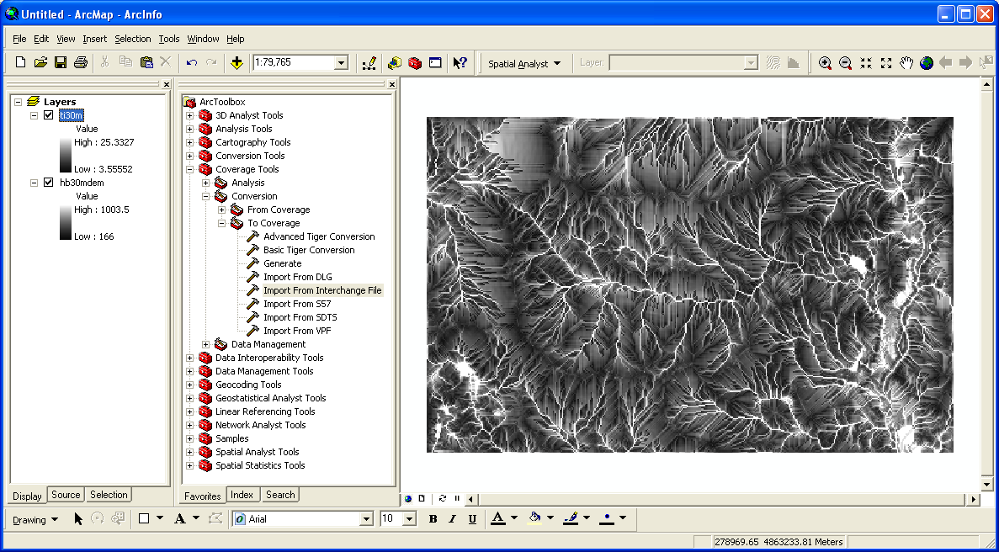 Untitled - ArcMap - ArcInfo
File Edit View Insert Selection Tools Window Help
1:79,765
Spatial Analyst
Layer:
Layers
ti30m
Value
High : 25.3327
Low : 3.55552
hb30mdem
Value
High : 1003.5
Low : 166
Display Source Selection
ArcToolbox
3D Analyst Tools
Analysis Tools
Cartography Tools
Conversion Tools
Coverage Tools
Analysis
Conversion
From Coverage
To Coverage
Advanced Tiger Conversion
Basic Tiger Conversion
Generate
Import From DLG
Import From Interchange File
Import From S57
Import From SDTS
Import From VPF
Data Management
Data Interoperability Tools
Data Management Tools
Geocoding Tools
Geostatistical Analyst Tools
Linear Referencing Tools
Network Analyst Tools
Samples
Spatial Analyst Tools
Spatial Statistics Tools
Favorites Index Search
Drawing A Arial 10 B I U A
278969.65 4863233.81 Meters